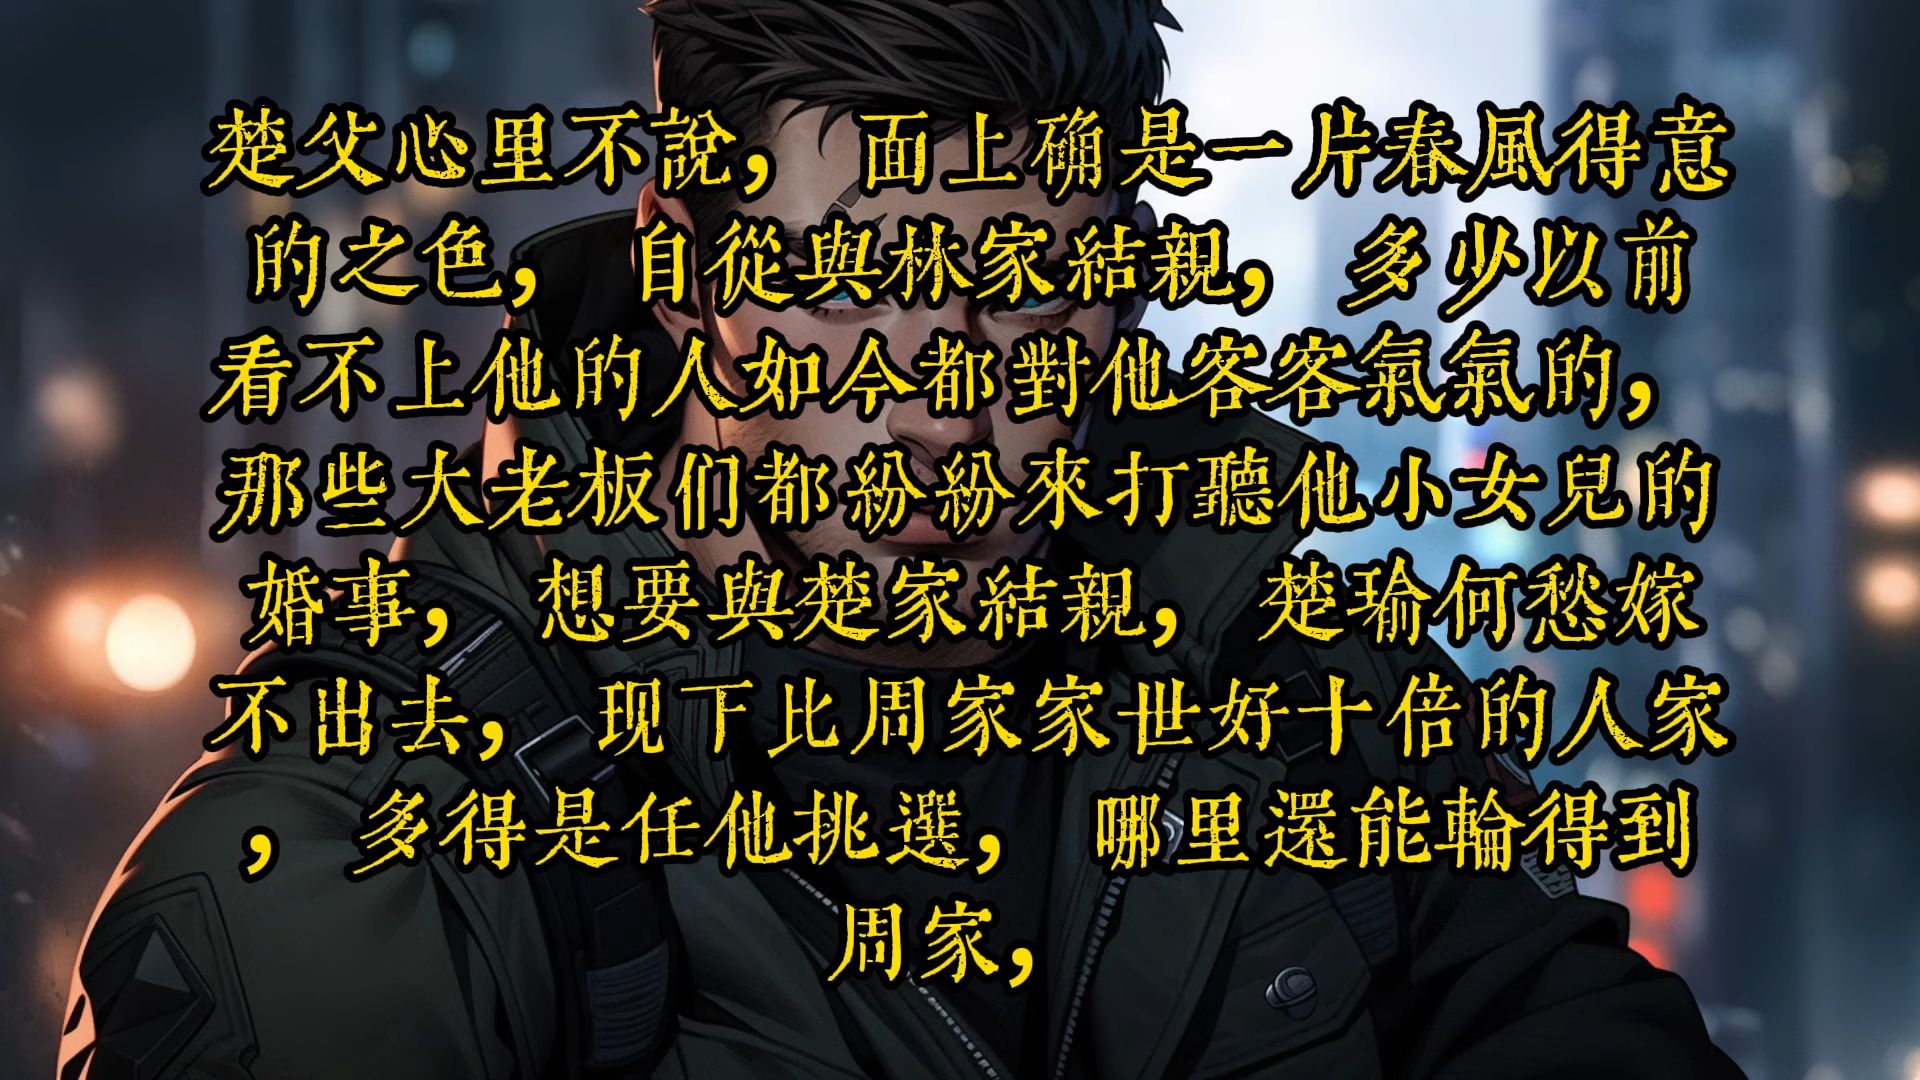 楚父心里不說，面上确是一片春風得意
的之色，自從與林家結親，多少以前
看不上他的人如今都對他客客氣氣的，
那些大老板们都紛紛來打聽他小女兒的
婚事，想要與楚家結親，楚瑜何愁嫁
不出去，现下比周家家世好十倍的人家
，多得是任他挑選，哪里還能輪得到
周家，